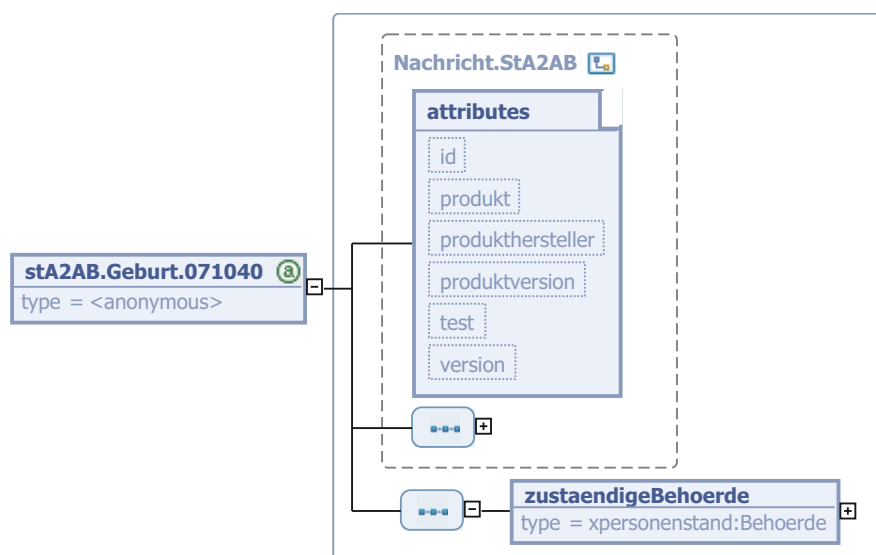 Nachricht.StA2AB
attributes
id
produkt
produkthersteller
produktversion
test
version
stA2AB.Geburt.071040 @
type = <anonymous>
zustaendigeBehoerde
type = xpersonenstand:Behoerde